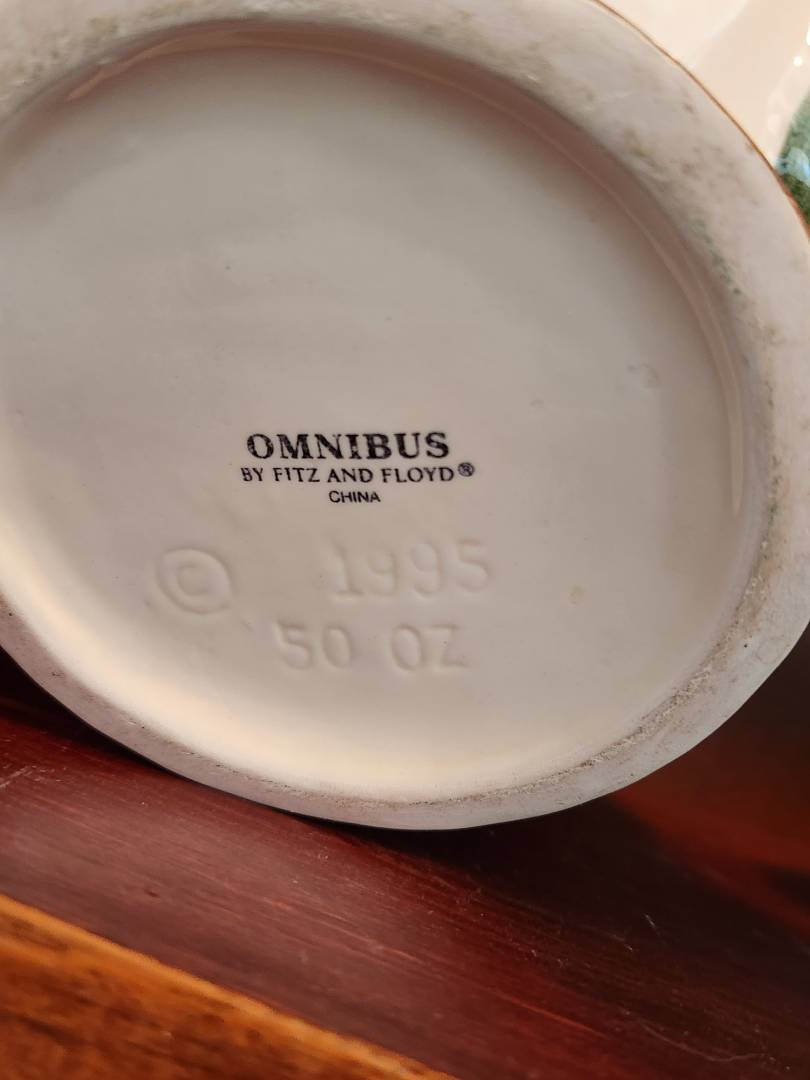 OMNIBUS
BY FITZ AND FLOYD®
CHINA
© 1995
50 OZ